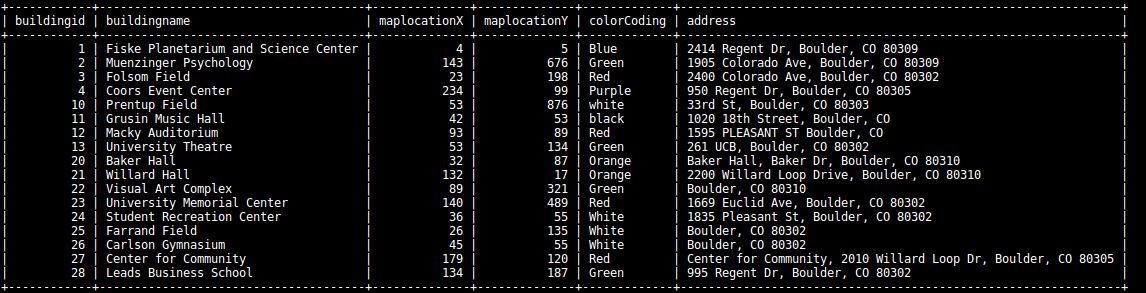 +------------+--------------------------------------+--------------+--------------+-------------+---------------------------------------------------------------+
| buildingid | buildingname                         | maplocationX | maplocationY | colorCoding | address                                                       |
+------------+--------------------------------------+--------------+--------------+-------------+---------------------------------------------------------------+
|          1 | Fiske Planetarium and Science Center |            4 |            5 | Blue        | 2414 Regent Dr, Boulder, CO 80309                             |
|          2 | Muenzinger Psychology                |          143 |          676 | Green       | 1905 Colorado Ave, Boulder, CO 80309                          |
|          3 | Folsom Field                         |           23 |          198 | Red         | 2400 Colorado Ave, Boulder, CO 80302                          |
|          4 | Coors Event Center                   |          234 |           99 | Purple      | 950 Regent Dr, Boulder, CO 80305                              |
|         10 | Prentup Field                        |           53 |          876 | white       | 33rd St, Boulder, CO 80303                                    |
|         11 | Grusin Music Hall                    |           42 |           53 | black       | 1020 18th Street, Boulder, CO                                 |
|         12 | Macky Auditorium                     |           93 |           89 | Red         | 1595 PLEASANT ST Boulder, CO                                  |
|         13 | University Theatre                   |           53 |          134 | Green       | 261 UCB, Boulder, CO 80302                                    |
|         20 | Baker Hall                           |           32 |           87 | Orange      | Baker Hall, Baker Dr, Boulder, CO 80310                       |
|         21 | Willard Hall                         |          132 |           17 | Orange      | 2200 Willard Loop Drive, Boulder, CO 80310                    |
|         22 | Visual Art Complex                   |           89 |          321 | Green       | Boulder, CO 80310                                             |
|         23 | University Memorial Center           |          140 |          489 | Red         | 1669 Euclid Ave, Boulder, CO 80302                            |
|         24 | Student Recreation Center            |           36 |           55 | White       | 1835 Pleasant St, Boulder, CO 80302                           |
|         25 | Farrand Field                        |           26 |          135 | White       | Boulder, CO 80302                                             |
|         26 | Carlson Gymnasium                    |           45 |           55 | White       | Boulder, CO 80302                                             |
|         27 | Center for Community                 |          179 |          120 | Red         | Center for Community, 2010 Willard Loop Dr, Boulder, CO 80305 |
|         28 | Leads Business School                |          134 |          187 | Green       | 995 Regent Dr, Boulder, CO 80302                              |
+------------+--------------------------------------+--------------+--------------+-------------+---------------------------------------------------------------+